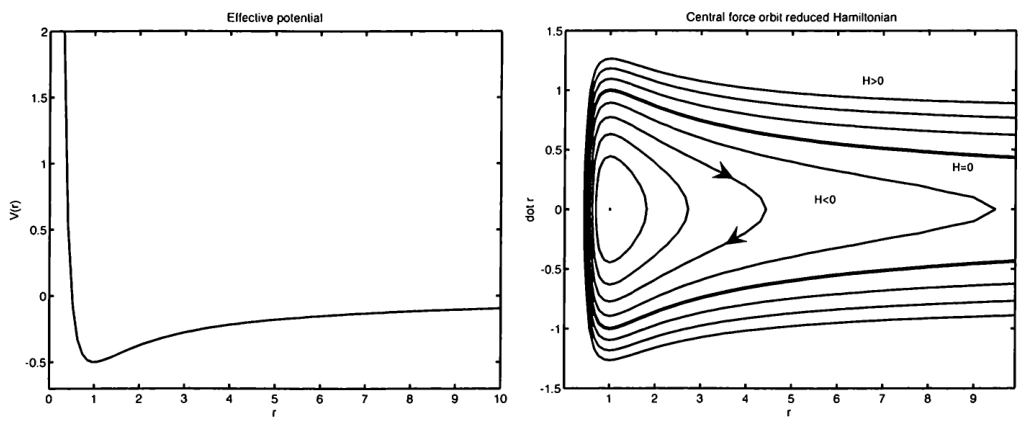 Effective potential
2
1.5
1
0.5
0
-0.5
V(r)
0 1 2 3 4 5 6 7 8 9 10
r
Central force orbit reduced Hamiltonian
1.5
1
0.5
0
-0.5
-1
-1.5
dot r
H>0
H=0
H<0
1 2 3 4 5 6 7 8 9
r